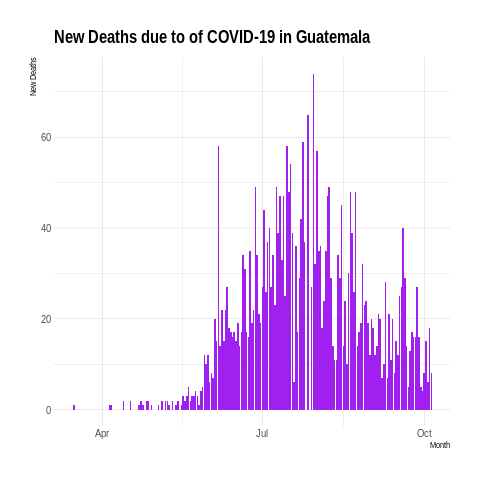 New Deaths due to of COVID-19 in Guatemala
New Deaths
60
40
20
0
Apr
Jul
Oct
Month